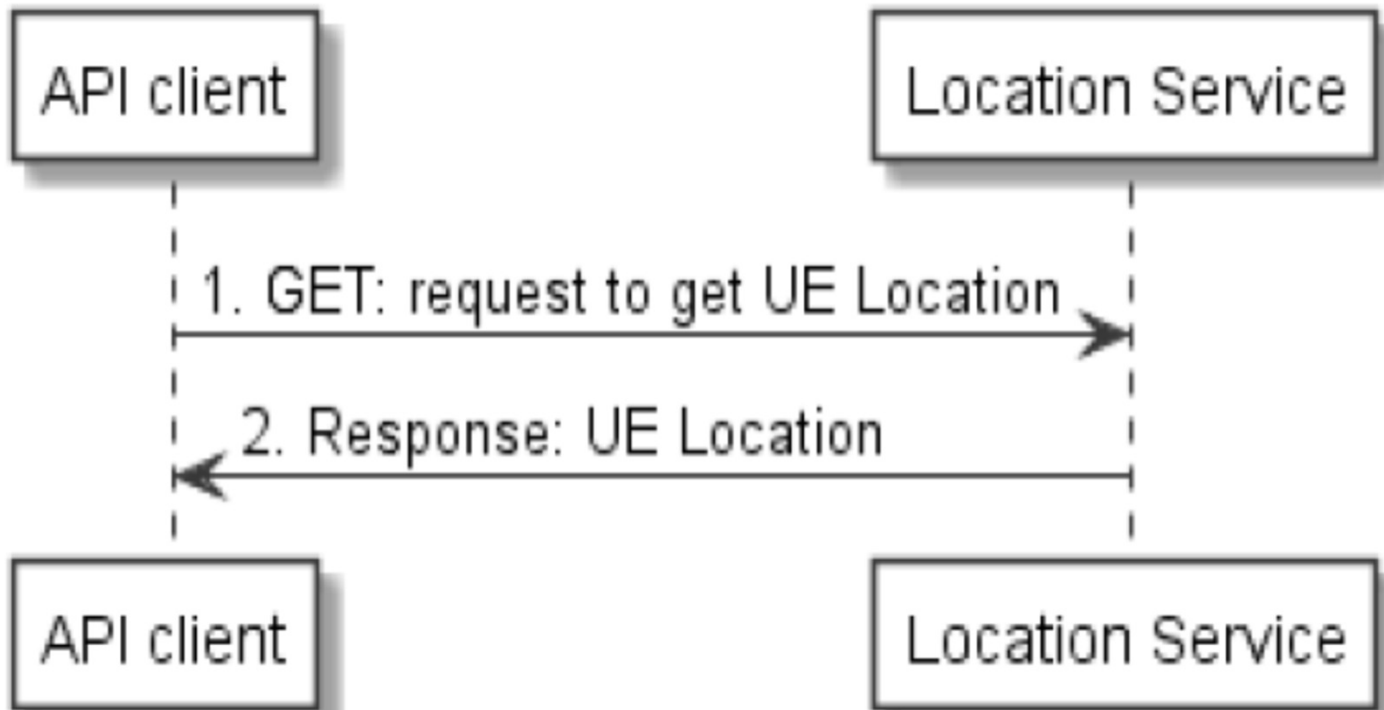 API client
Location Service
1. GET: request to get UE Location
2. Response: UE Location
API client
Location Service